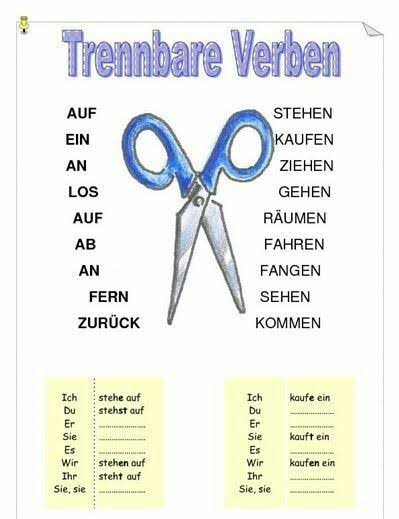 Trennbare Verben
AUF STEHEN
EIN KAUFEN
AN ZIEHEN
LOS GEHEN
AUF RÄUMEN
AB FAHREN
AN FANGEN
FERN SEHEN
ZURÜCK KOMMEN
Ich stehe auf
Du stehst auf
Er ....................
Sie ....................
Es ....................
Wir stehen auf
Ihr steht auf
Sie, sie ....................
Ich kaufe ein
Du ....................
Er ....................
Sie kauft ein
Es ....................
Wir kaufen ein
Ihr ....................
Sie, sie ....................